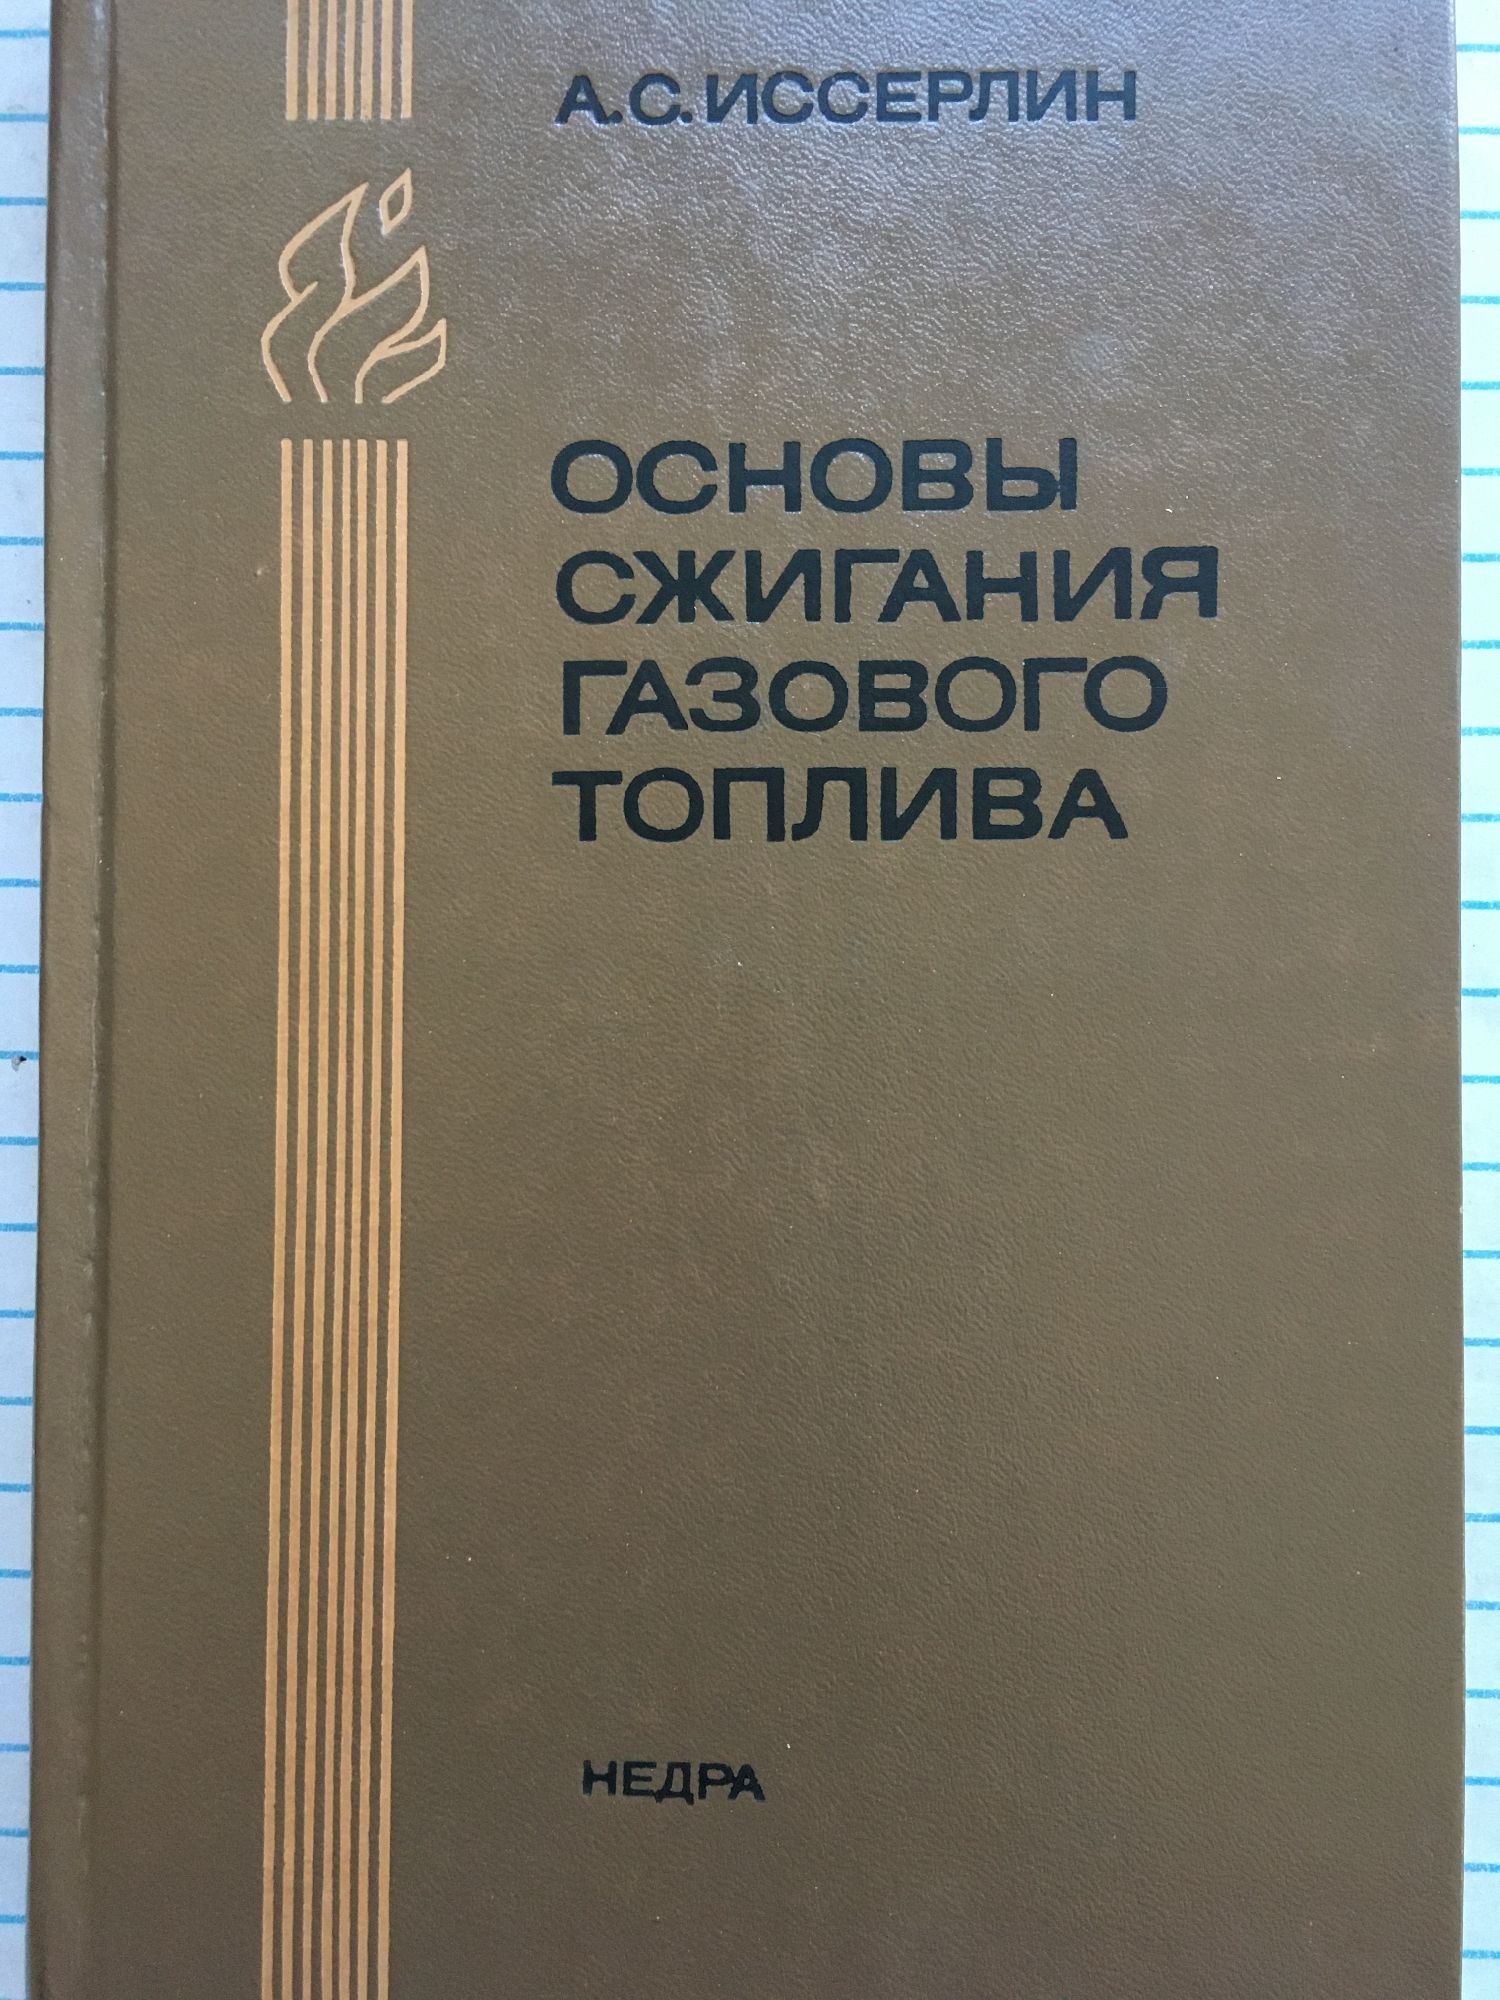 А.С.ИССЕРЛИН
ОСНОВЫ
СЖИГАНИЯ
ГАЗОВОГО
ТОПЛИВА
НЕДРА